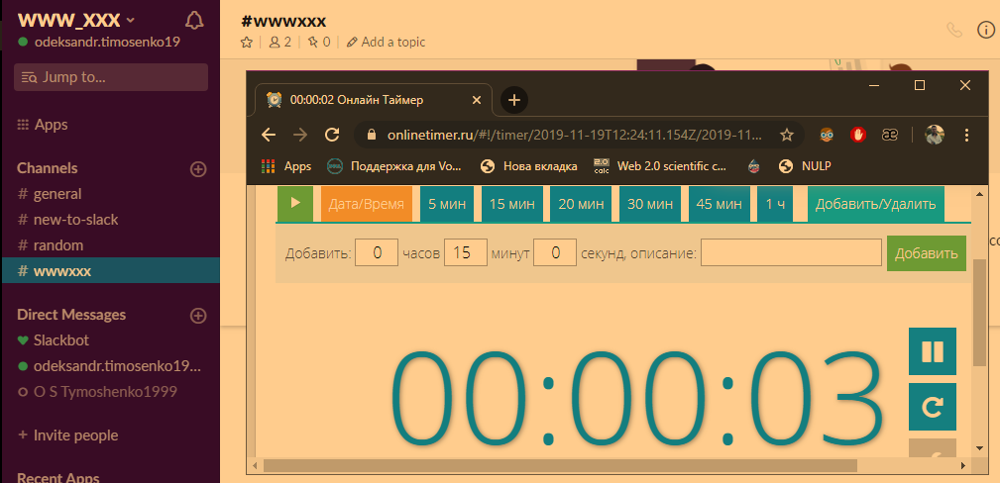 www_xxx
odeksandr.timosenko19
Jump to...
Apps
Channels
# general
# new-to-slack
# random
# wwwxxx
Direct Messages
Slackbot
odeksandr.timosenko19...
O S Tymoshenko1999
+ Invite people
Recent Apps
#wwwxxx
2
0
Add a topic
00:00:02 Онлайн Таймер
onlinetimer.ru/#!/timer/2019-11-19T12:24:11.154Z/2019-11...
Apps
Поддержка для Vo...
Нова вкладка
Web 2.0 scientific c...
NULP
Дата/Время
5 мин
15 мин
20 мин
30 мин
45 мин
1 ч
Добавить/Удалить
Добавить: 0 часов 15 минут 0 секунд, описание:
Добавить
00:00:03